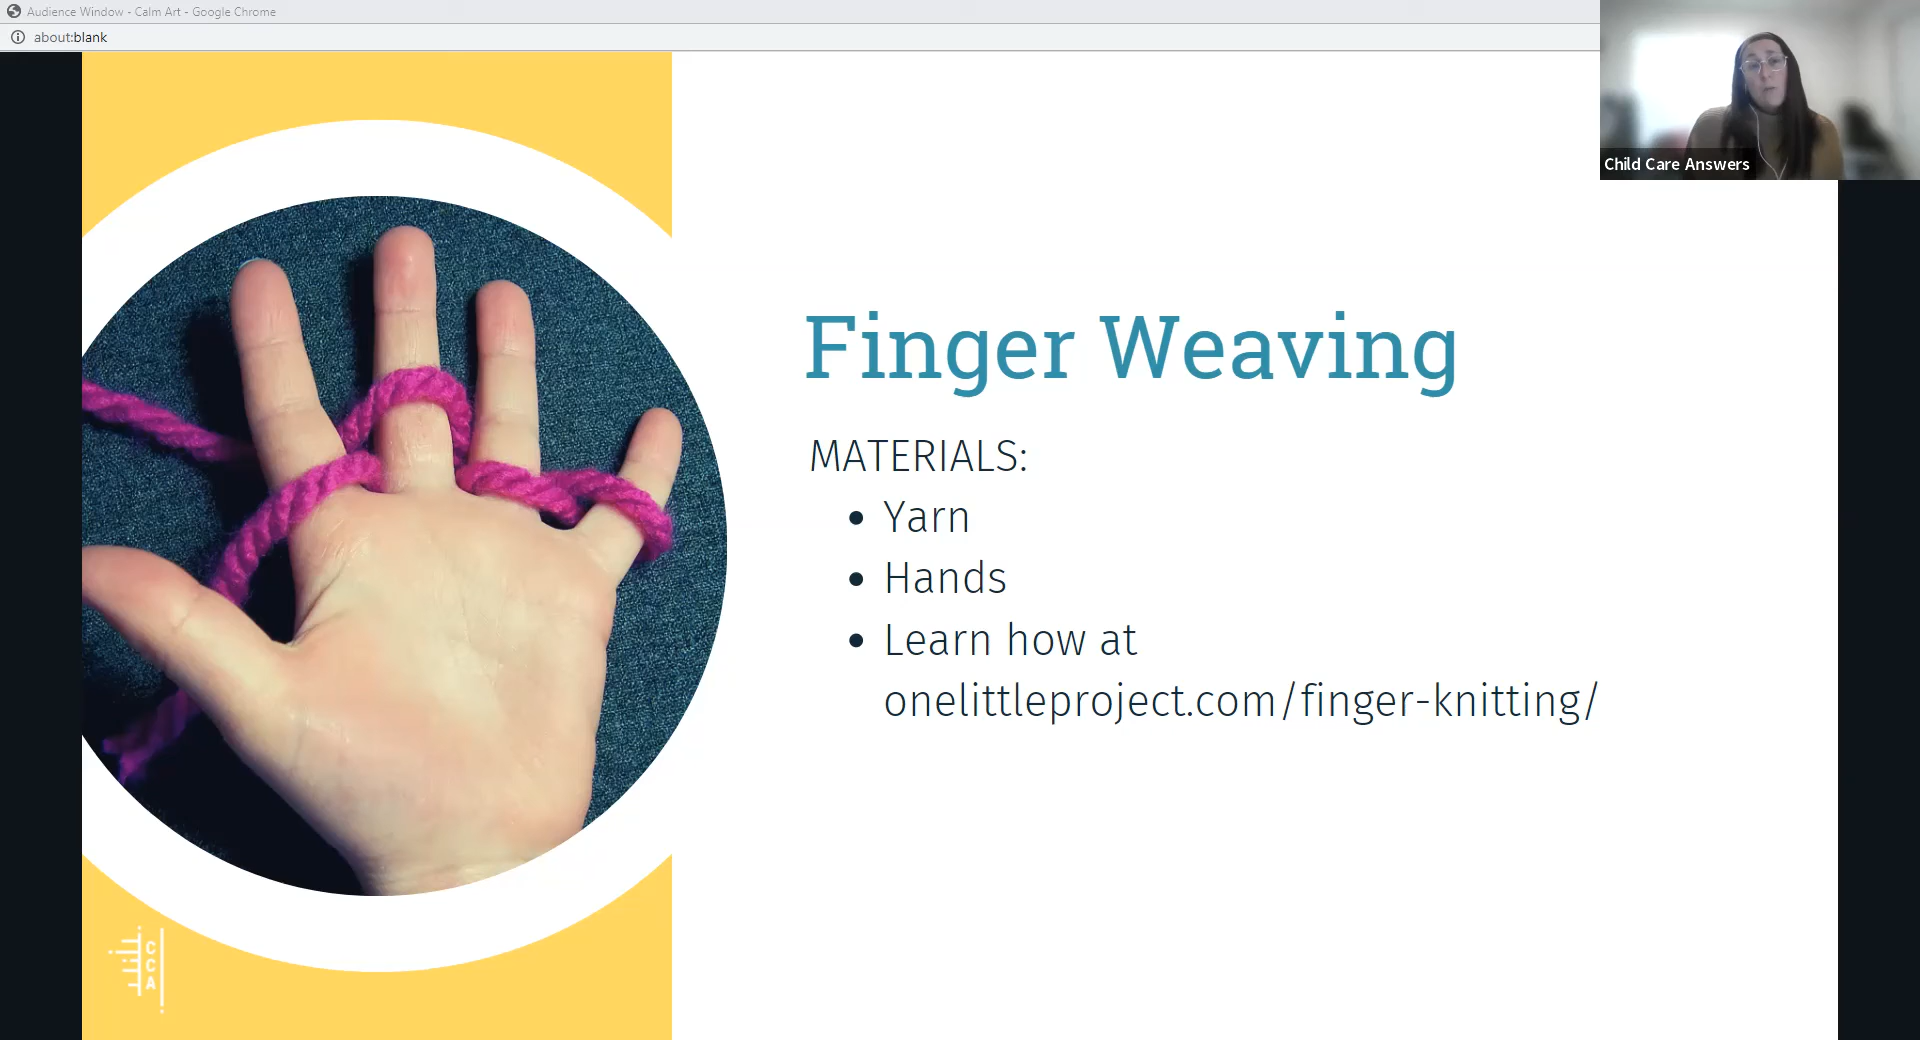 Audience Window - Calm Art - Google Chrome
about:blank
Child Care Answers
Finger Weaving
MATERIALS:
• Yarn
• Hands
• Learn how at
onelittleproject.com/finger-knitting/
C
C
A